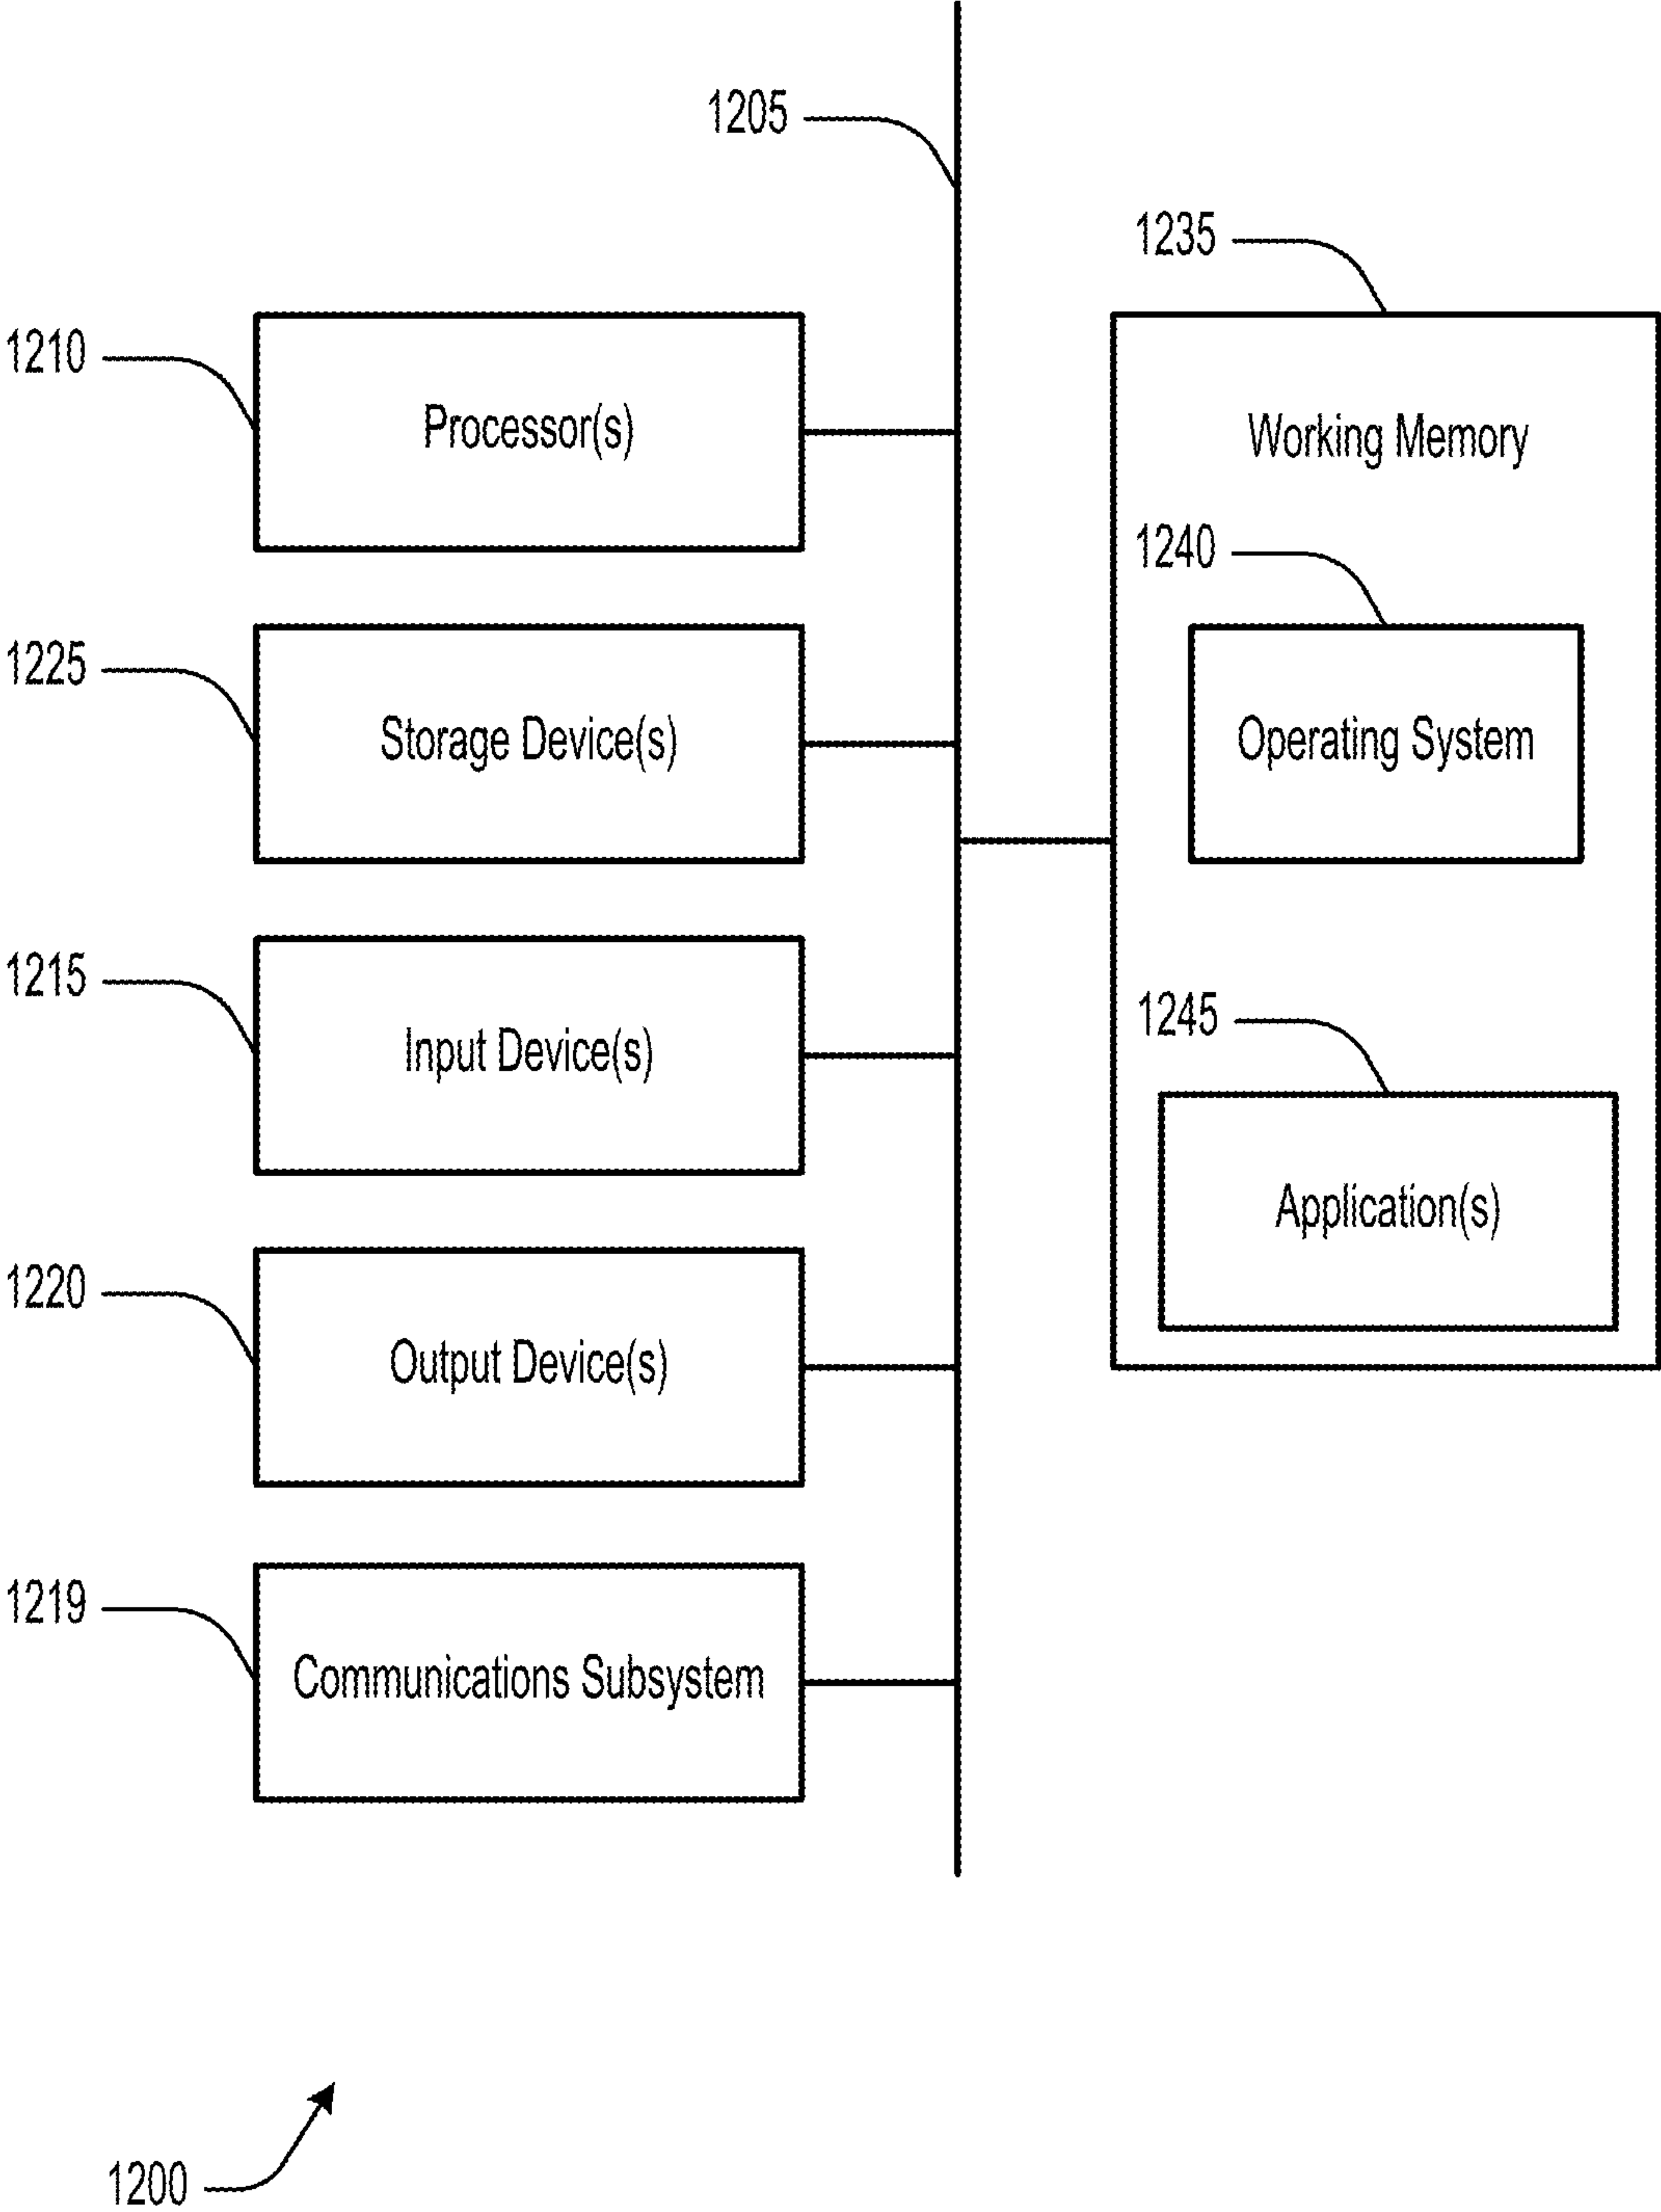 1205
1235
1210
Processor(s)
Working Memory
1240
1225
Storage Device(s)
Operating System
1215
Input Device(s)
1245
Application(s)
1220
Output Device(s)
1219
Communications Subsystem
1200